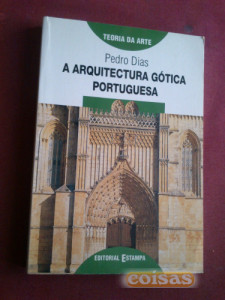 TEORIA DA ARTE
Pedro Dias
A ARQUITECTURA GÓTICA
PORTUGUESA
EDITORIAL ESTAMPA
coisas